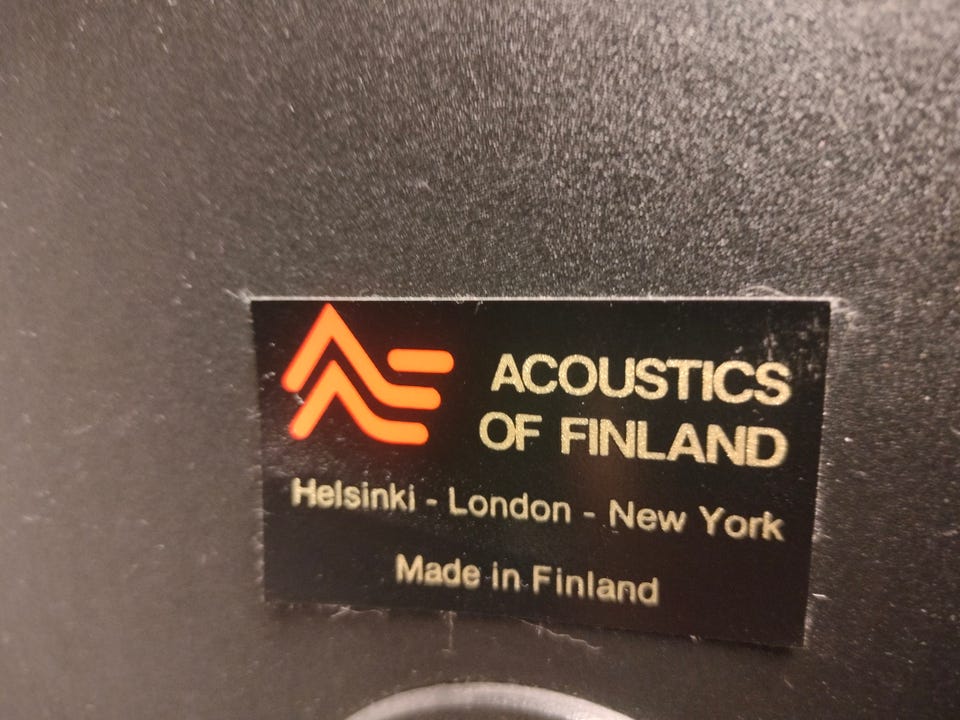 ACOUSTICS
OF FINLAND
Helsinki - London - New York
Made in Finland